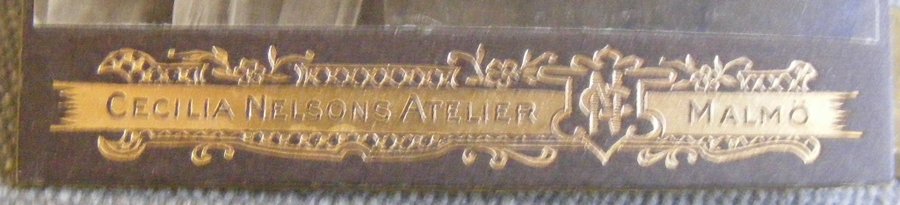 CECILIA NELSONS ATELIER MALMÖ